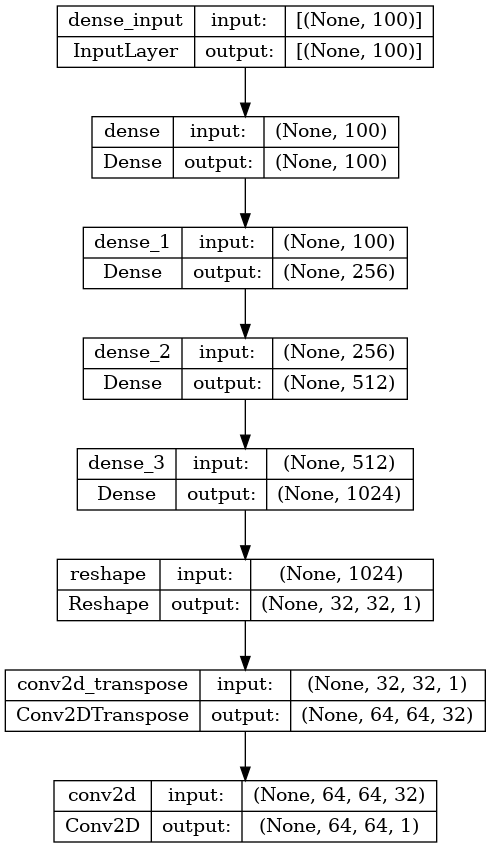 dense_input input: [(None, 100)]
InputLayer output: [(None, 100)]
dense input: (None, 100)
Dense output: (None, 100)
dense_1 input: (None, 100)
Dense output: (None, 256)
dense_2 input: (None, 256)
Dense output: (None, 512)
dense_3 input: (None, 512)
Dense output: (None, 1024)
reshape input: (None, 1024)
Reshape output: (None, 32, 32, 1)
conv2d_transpose input: (None, 32, 32, 1)
Conv2DTranspose output: (None, 64, 64, 32)
conv2d input: (None, 64, 64, 32)
Conv2D output: (None, 64, 64, 1)